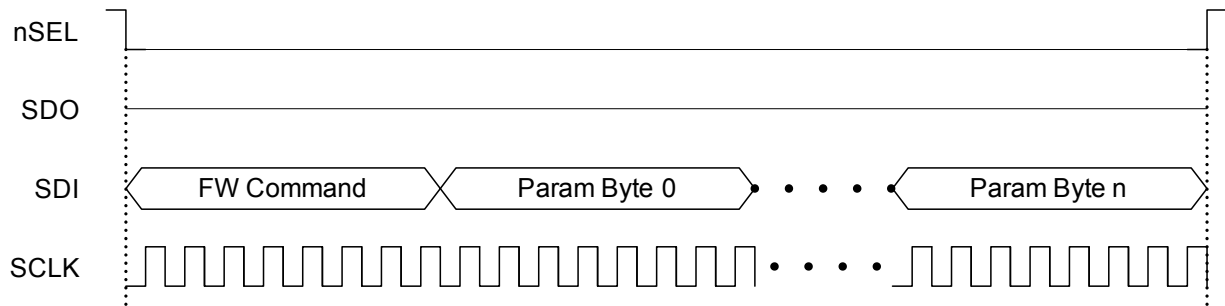 nSEL
SDO
SDI FW Command Param Byte 0 Param Byte n
SCLK